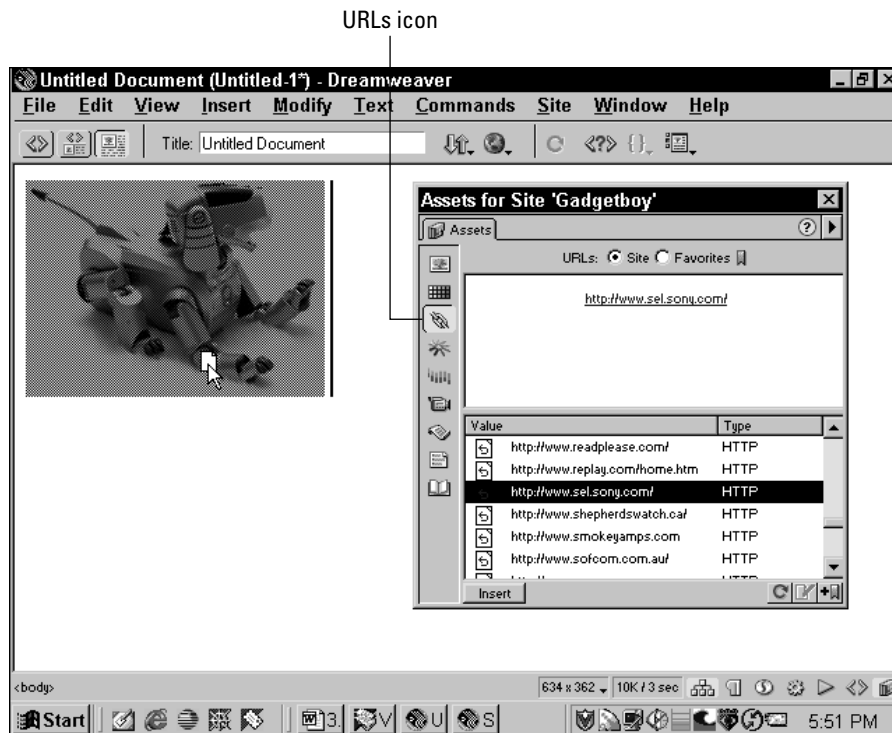 URLs icon
Untitled Document (Untitled-1*) - Dreamweaver
File Edit View Insert Modify Text Commands Site Window Help
Title: Untitled Document
Assets for Site 'Gadgetboy'
Assets
URLs: Site Favorites
http://www.sel.sony.com/
Value Type
http://www.readplease.com/ HTTP
http://www.replay.com/home.htm HTTP
http://www.sel.sony.com/ HTTP
http://www.shepherdswatch.ca/ HTTP
http://www.smokeyamps.com HTTP
http://www.sofcom.com.au/ HTTP
Insert
<body> 634 x 362 10K / 3 sec
Start 3. V U S 5:51 PM